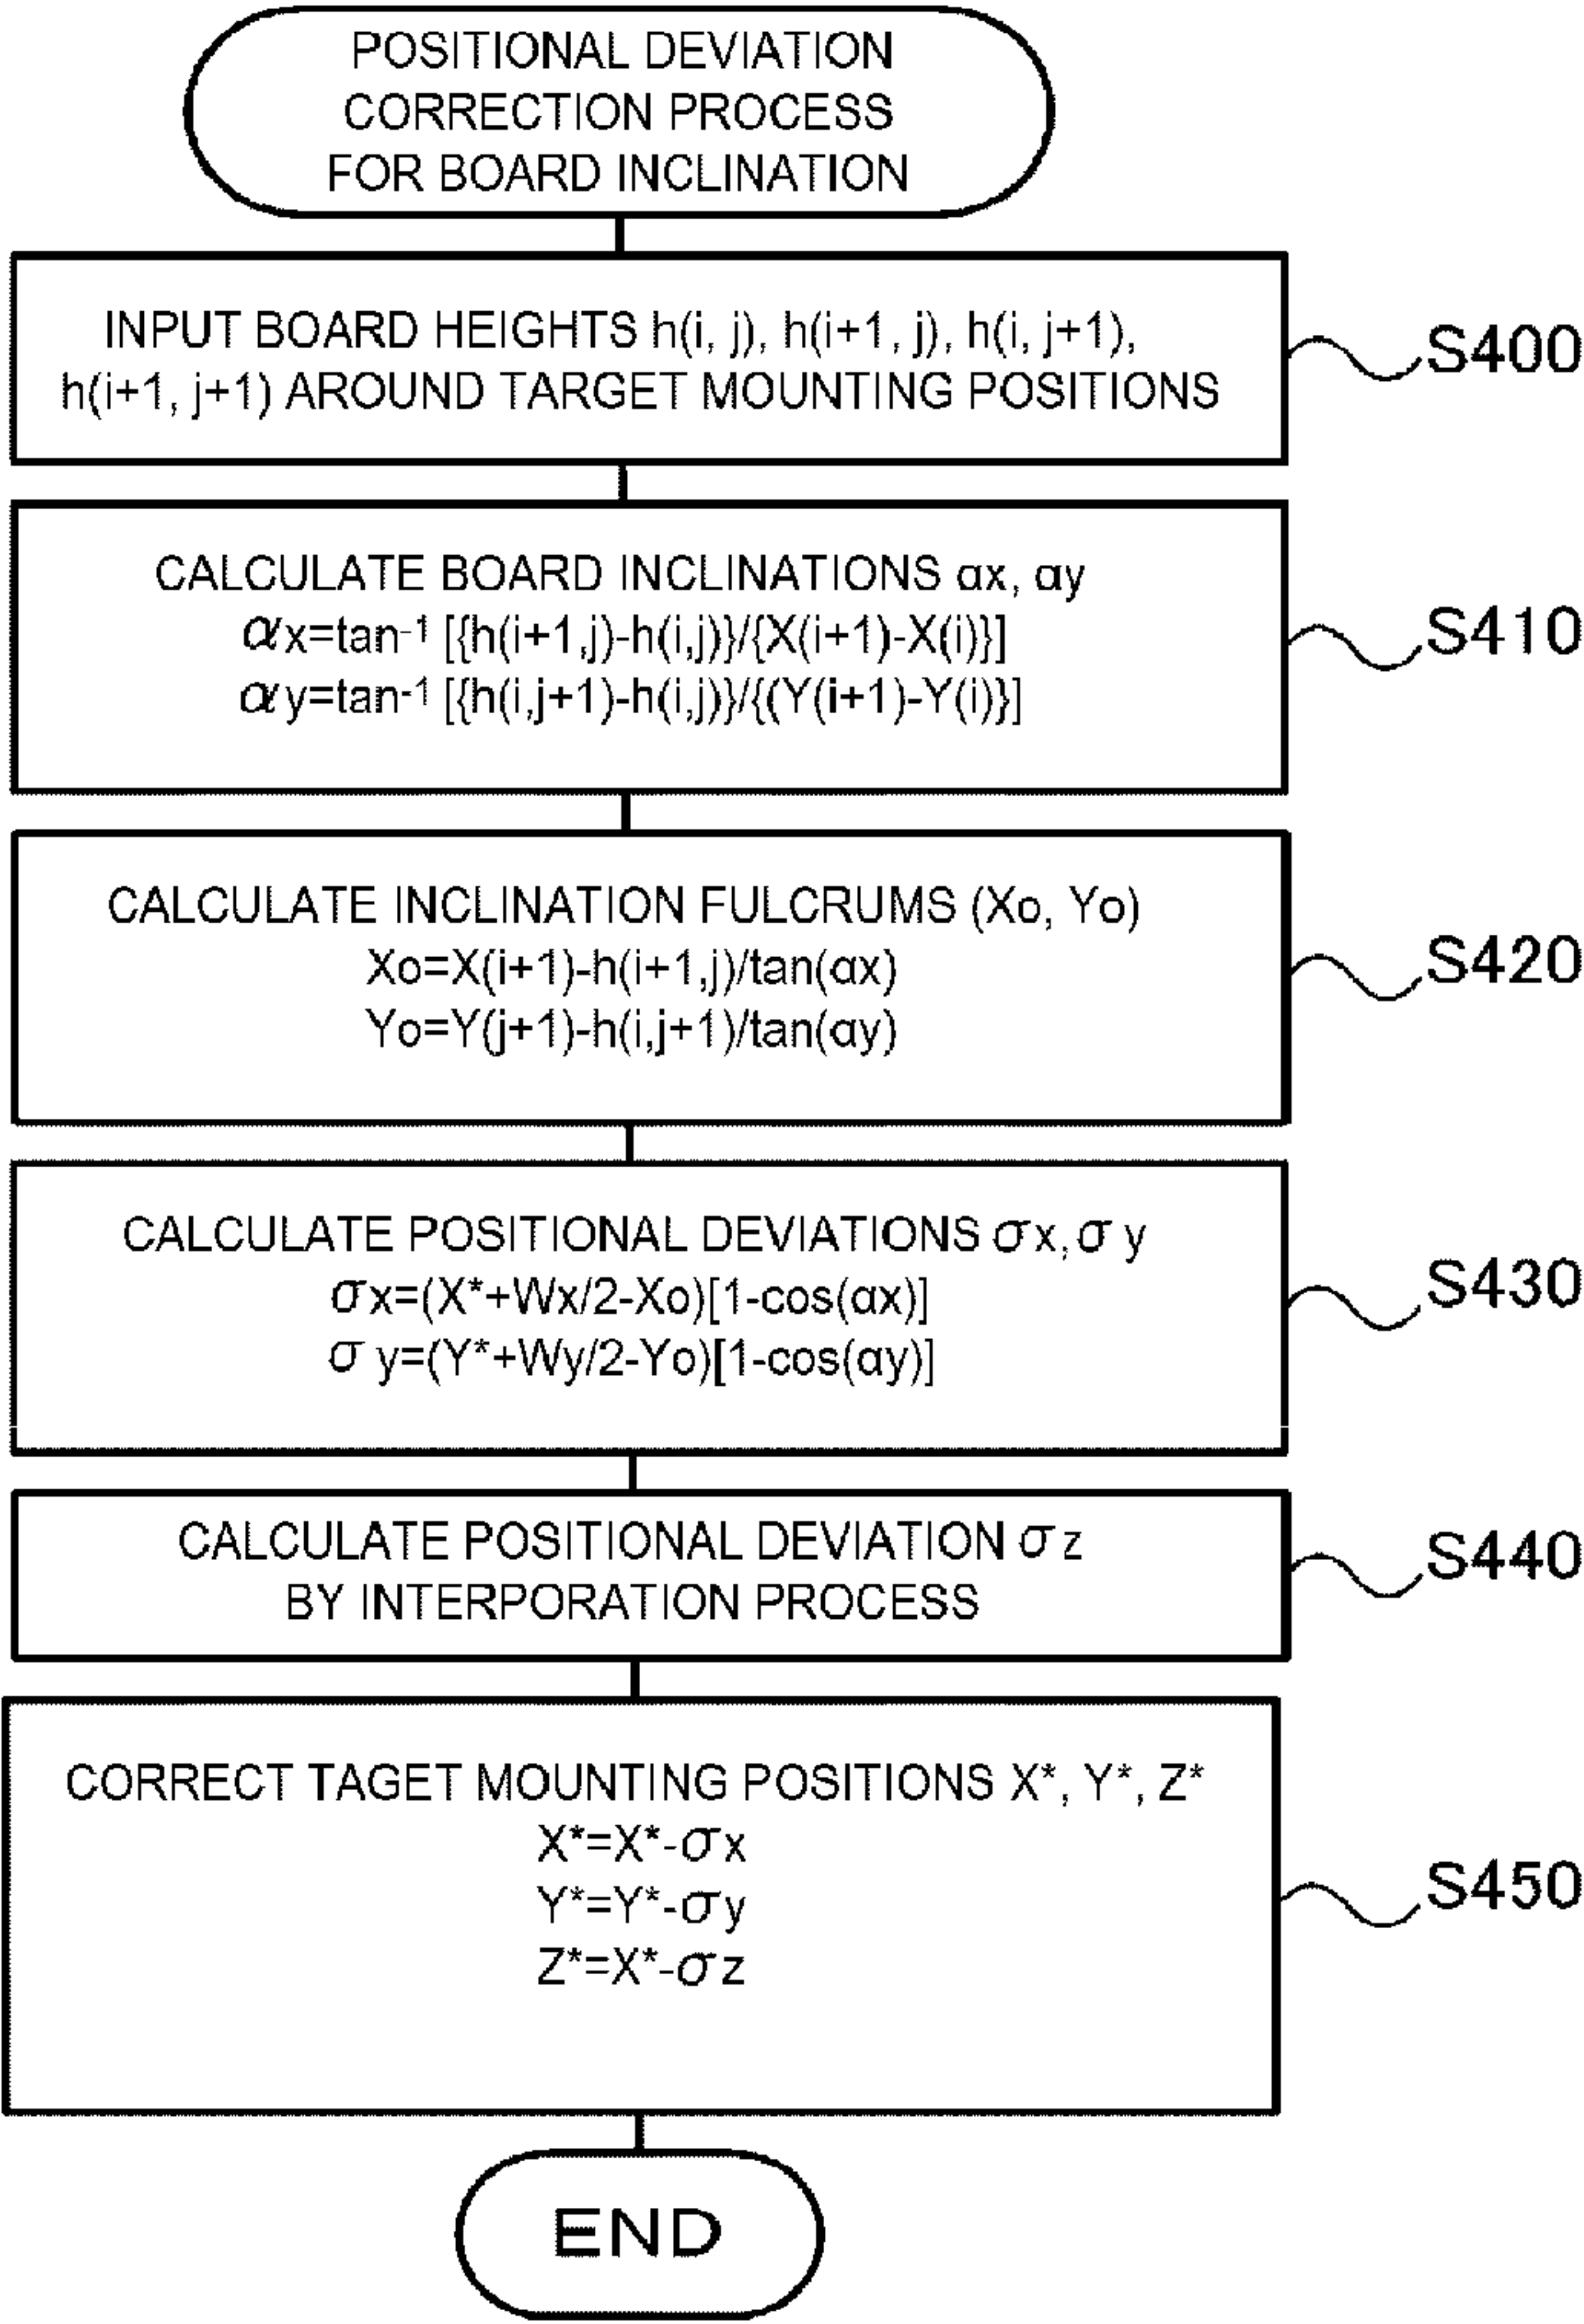 POSITIONAL DEVIATION
CORRECTION PROCESS
FOR BOARD INCLINATION
INPUT BOARD HEIGHTS h(i, j), h(i+1, j), h(i, j+1),
h(i+1, j+1) AROUND TARGET MOUNTING POSITIONS
S400
CALCULATE BOARD INCLINATIONS αx, αy
αx=tan⁻¹ [{h(i+1,j)-h(i,j)}/{X(i+1)-X(i)}]
αy=tan⁻¹ [{h(i,j+1)-h(i,j)}/{(Y(i+1)-Y(i)}]
S410
CALCULATE INCLINATION FULCRUMS (Xo, Yo)
Xo=X(i+1)-h(i+1,j)/tan(αx)
Yo=Y(j+1)-h(i,j+1)/tan(αy)
S420
CALCULATE POSITIONAL DEVIATIONS σx, σy
σx=(X*+Wx/2-Xo)[1-cos(αx)]
σy=(Y*+Wy/2-Yo)[1-cos(αy)]
S430
CALCULATE POSITIONAL DEVIATION σz
BY INTERPORATION PROCESS
S440
CORRECT TAGET MOUNTING POSITIONS X*, Y*, Z*
X*=X*-σx
Y*=Y*-σy
Z*=X*-σz
S450
END